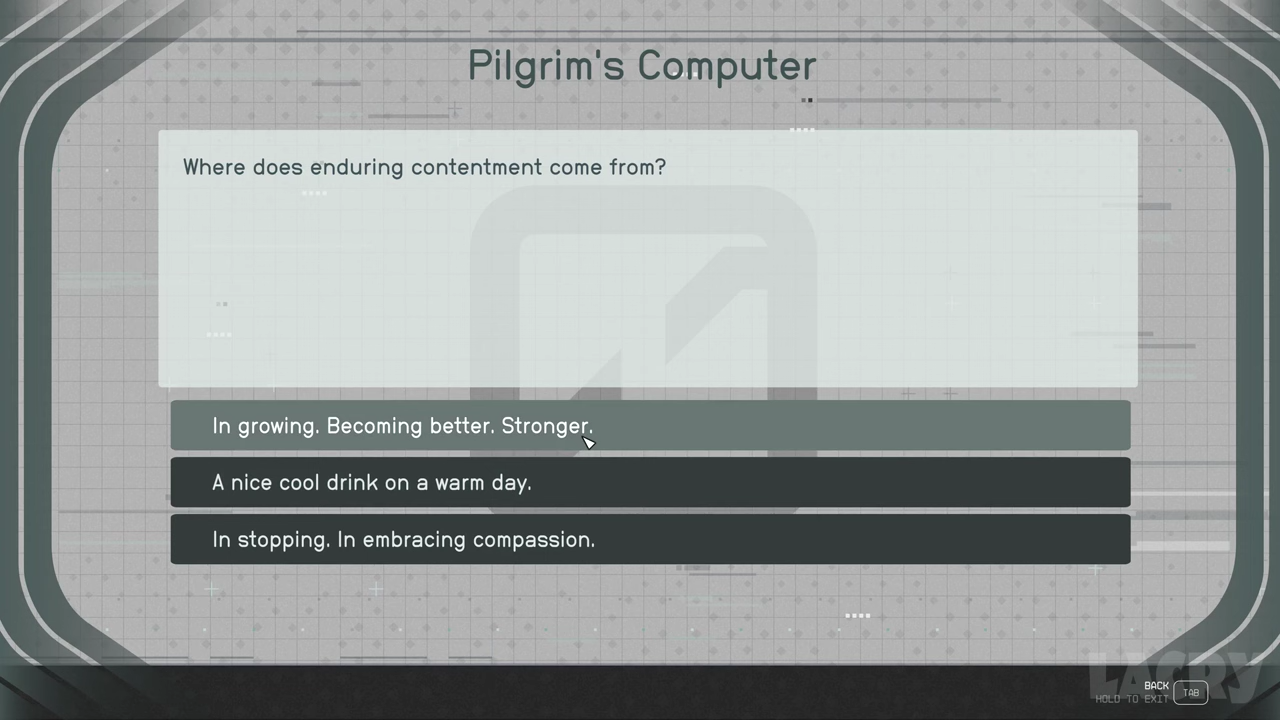 Pilgrim's Computer
Where does enduring contentment come from?
In growing. Becoming better. Stronger.
A nice cool drink on a warm day.
In stopping. In embracing compassion.
LACRY
BACK
HOLD TO EXIT
TAB